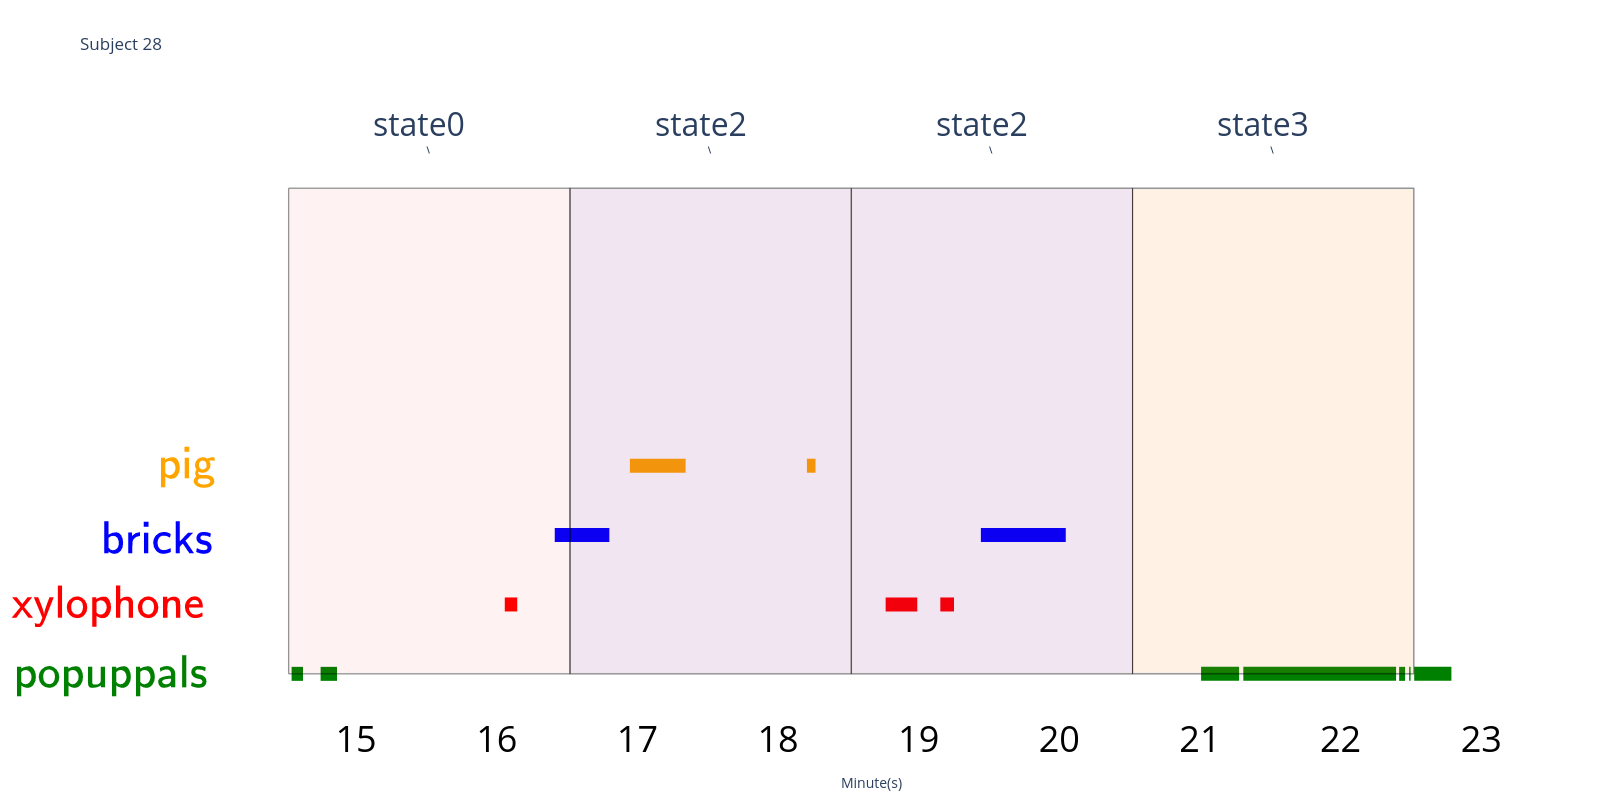 Subject 28
state0 state2 state2 state3
pig
bricks
xylophone
popuppals
15 16 17 18 19 20 21 22 23
Minute(s)